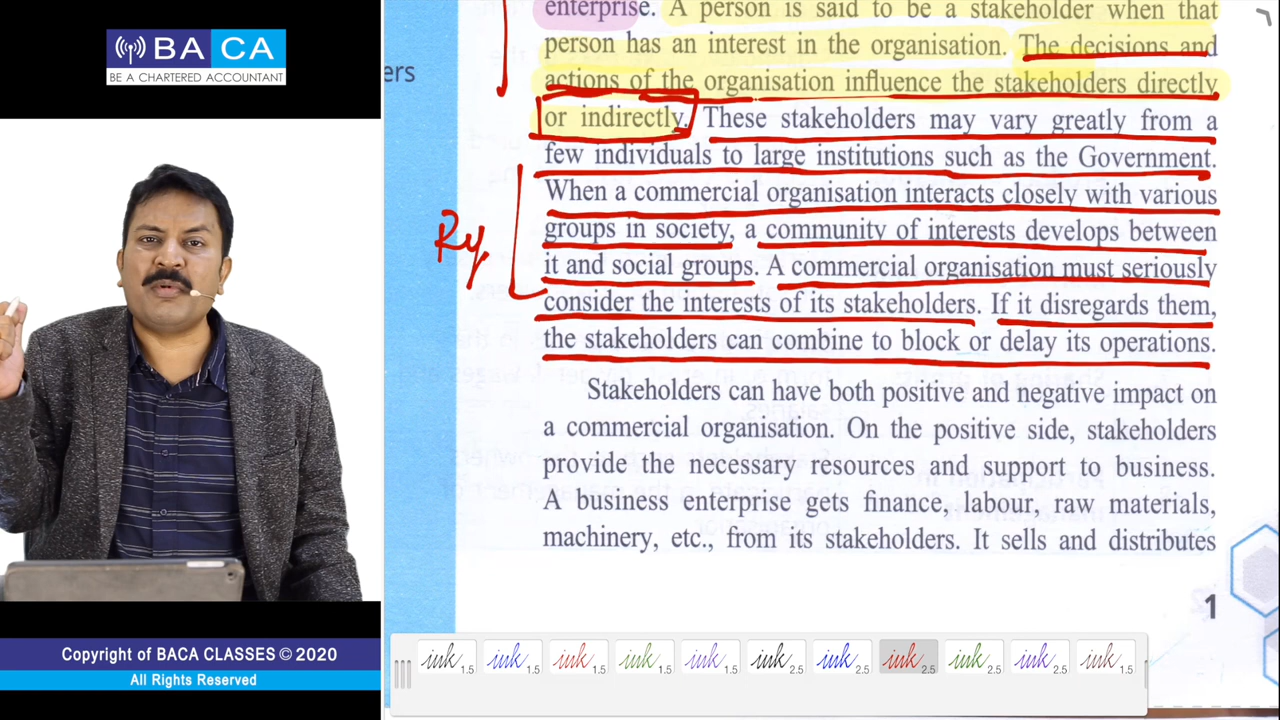 BACA
BE A CHARTERED ACCOUNTANT
ers
enterprise. A person is said to be a stakeholder when that
person has an interest in the organisation. The decisions and
actions of the organisation influence the stakeholders directly
or indirectly. These stakeholders may vary greatly from a
few individuals to large institutions such as the Government.
When a commercial organisation interacts closely with various
groups in society, a community of interests develops between
it and social groups. A commercial organisation must seriously
consider the interests of its stakeholders. If it disregards them,
the stakeholders can combine to block or delay its operations.
Stakeholders can have both positive and negative impact on
a commercial organisation. On the positive side, stakeholders
provide the necessary resources and support to business.
A business enterprise gets finance, labour, raw materials,
machinery, etc., from its stakeholders. It sells and distributes
1
ink 1.5 ink 1.5 ink 1.5 ink 1.5 ink 1.5 ink 2.5 ink 2.5 ink 2.5 ink 2.5 ink 2.5 ink 1.5
Copyright of BACA CLASSES © 2020
All Rights Reserved